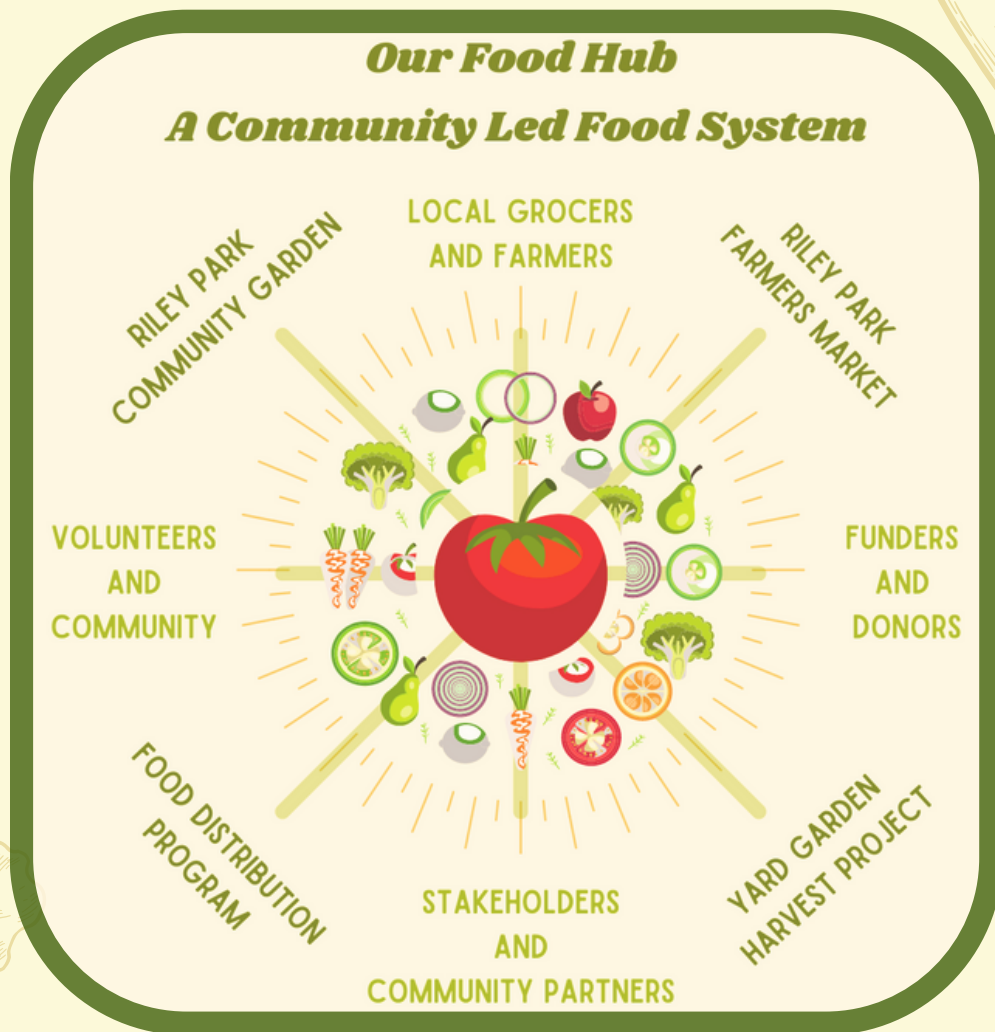 Our Food Hub
A Community Led Food System
LOCAL GROCERS
AND FARMERS
RILEY PARK
COMMUNITY GARDEN
RILEY PARK
FARMERS MARKET
VOLUNTEERS
AND
COMMUNITY
FUNDERS
AND
DONORS
FOOD DISTRIBUTION
PROGRAM
YARD GARDEN
HARVEST PROJECT
STAKEHOLDERS
AND
COMMUNITY PARTNERS